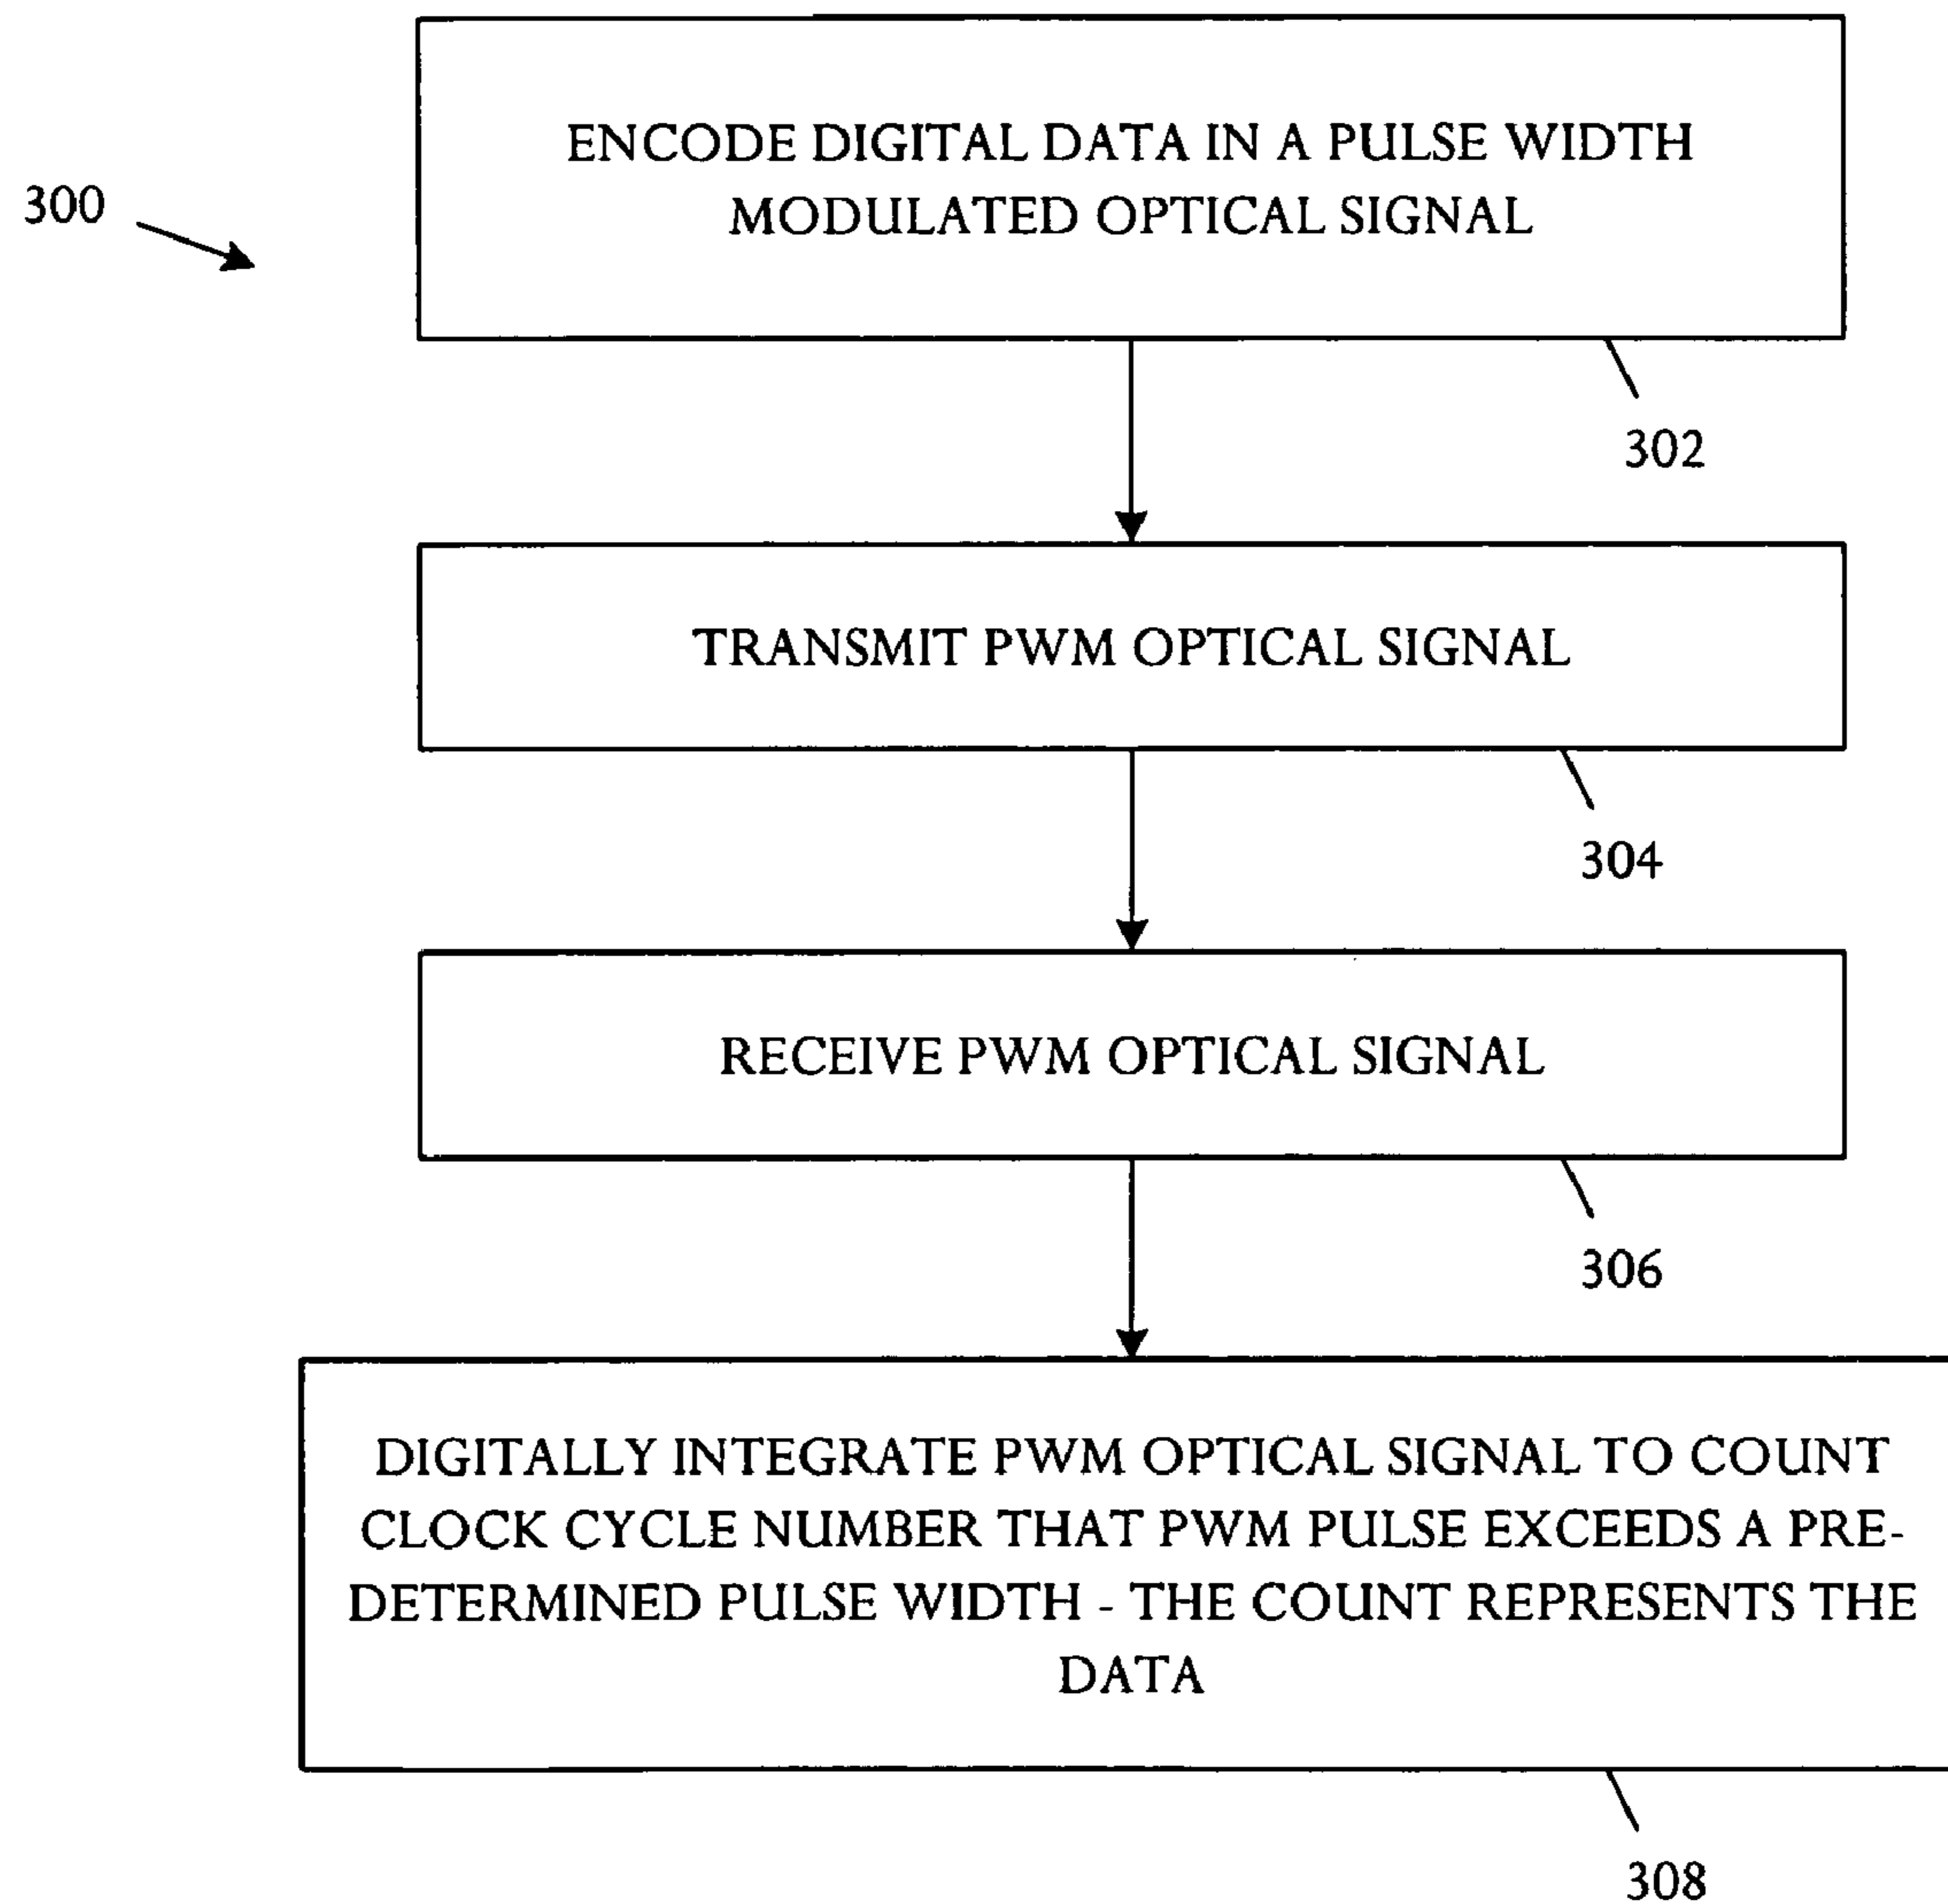 ENCODE DIGITAL DATA IN A PULSE WIDTH
MODULATED OPTICAL SIGNAL
300
302
TRANSMIT PWM OPTICAL SIGNAL
304
RECEIVE PWM OPTICAL SIGNAL
306
DIGITALLY INTEGRATE PWM OPTICAL SIGNAL TO COUNT
CLOCK CYCLE NUMBER THAT PWM PULSE EXCEEDS A PRE-
DETERMINED PULSE WIDTH - THE COUNT REPRESENTS THE
DATA
308